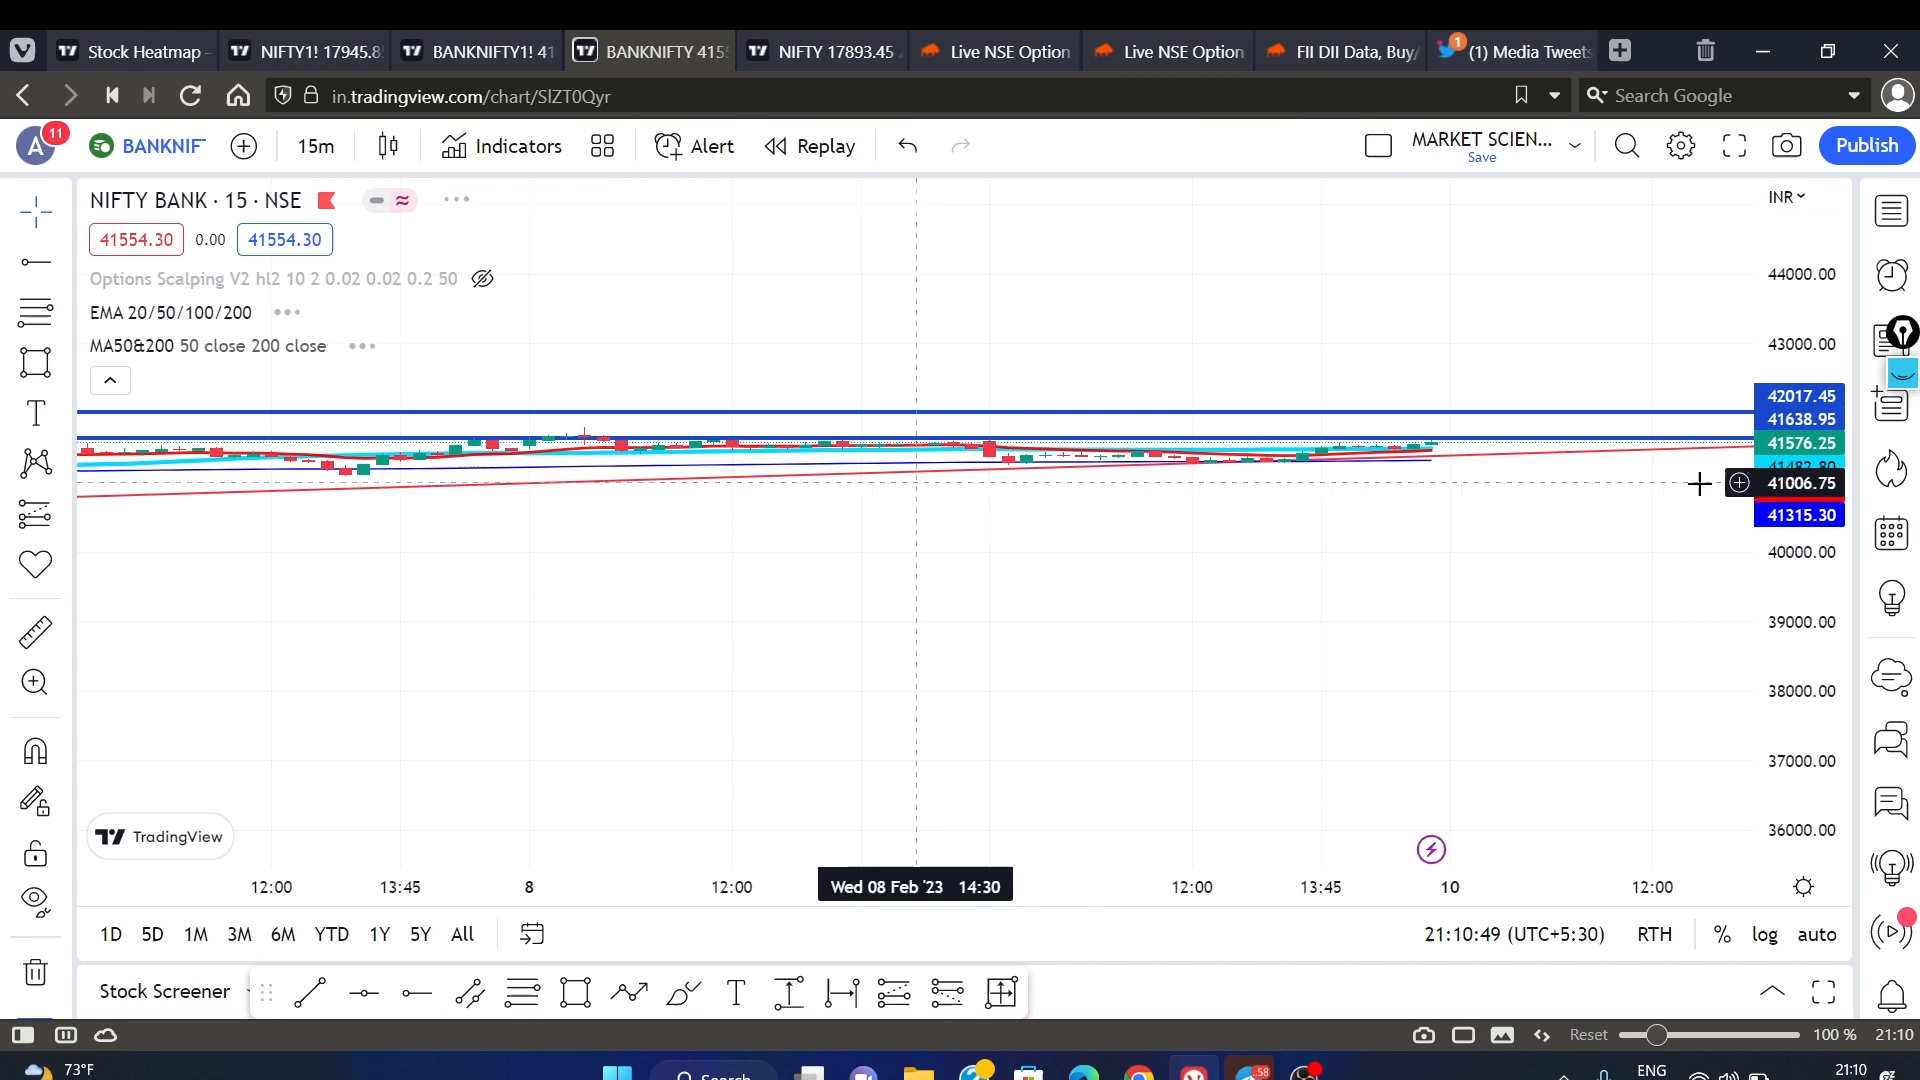 Stock Heatmap
NIFTY1! 17945.8
BANKNIFTY1! 41
BANKNIFTY 415
NIFTY 17893.45
Live NSE Option
Live NSE Option
FII DII Data, Buy/
(1) Media Tweets
1
in.tradingview.com/chart/SlZT0Qyr
Search Google
A
11
BANKNIF
15m
Indicators
Alert
Replay
MARKET SCIEN...
Save
Publish
NIFTY BANK · 15 · NSE
INR
41554.30
0.00
41554.30
Options Scalping V2 hl2 10 2 0.02 0.02 0.2 50
EMA 20/50/100/200
MA50&200 50 close 200 close
44000.00
43000.00
42017.45
41638.95
41576.25
41482.80
41006.75
41315.30
40000.00
39000.00
38000.00
37000.00
36000.00
TradingView
12:00
13:45
8
12:00
Wed 08 Feb '23 14:30
12:00
13:45
10
12:00
1D 5D 1M 3M 6M YTD 1Y 5Y All
21:10:49 (UTC+5:30)
RTH
%
log
auto
Stock Screener
Reset
100 %
21:10
73°F
Search
58
ENG
21:10